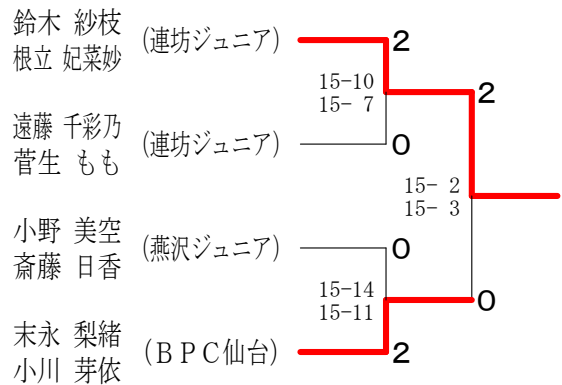 鈴木 紗枝
根立 妃菜妙
(連坊ジュニア)
2
15-10
15- 7
2
遠藤 千彩乃
菅生 もも
(連坊ジュニア)
0
15- 2
15- 3
小野 美空
斎藤 日香
(燕沢ジュニア)
0
15-14
15-11
0
末永 梨緒
小川 芽依
(ＢＰＣ仙台)
2